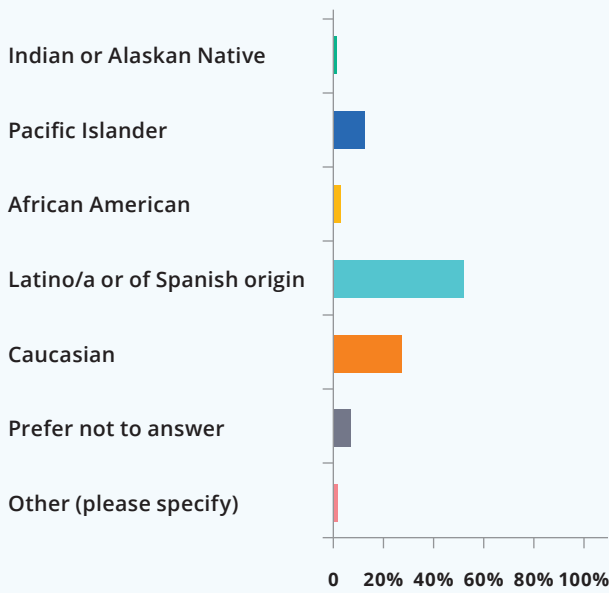 Indian or Alaskan Native
Pacific Islander
African American
Latino/a or of Spanish origin
Caucasian
Prefer not to answer
Other (please specify)
0 20% 40% 60% 80% 100%